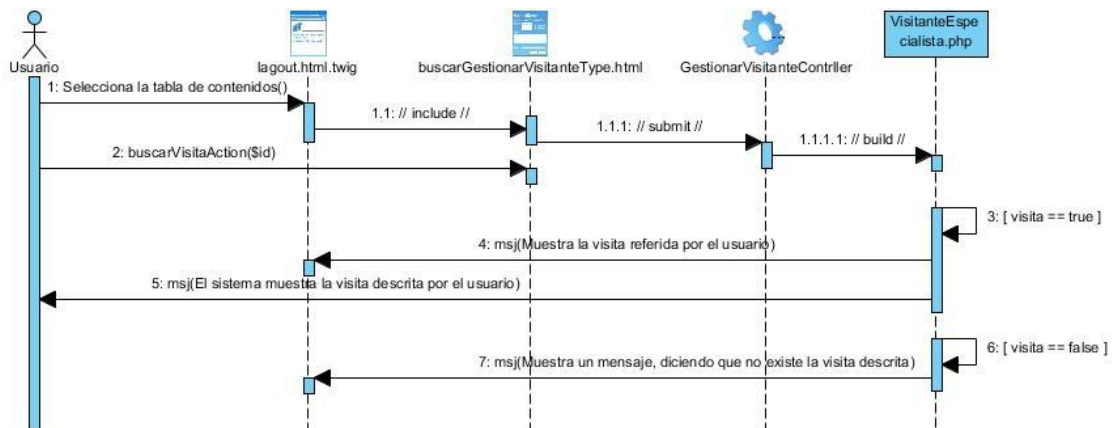 VisitanteEspe
cialista.php
Usuario
lagout.html.twig
buscarGestionarVisitanteType.html
GestionarVisitanteContrller
1: Selecciona la tabla de contenidos()
1.1: // include //
1.1.1: // submit //
1.1.1.1: // build //
2: buscarVisitaAction($id)
3: [ visita == true ]
4: msj(Muestra la visita referida por el usuario)
5: msj(El sistema muestra la visita descrita por el usuario)
6: [ visita == false ]
7: msj(Muestra un mensaje, diciendo que no existe la visita descrita)